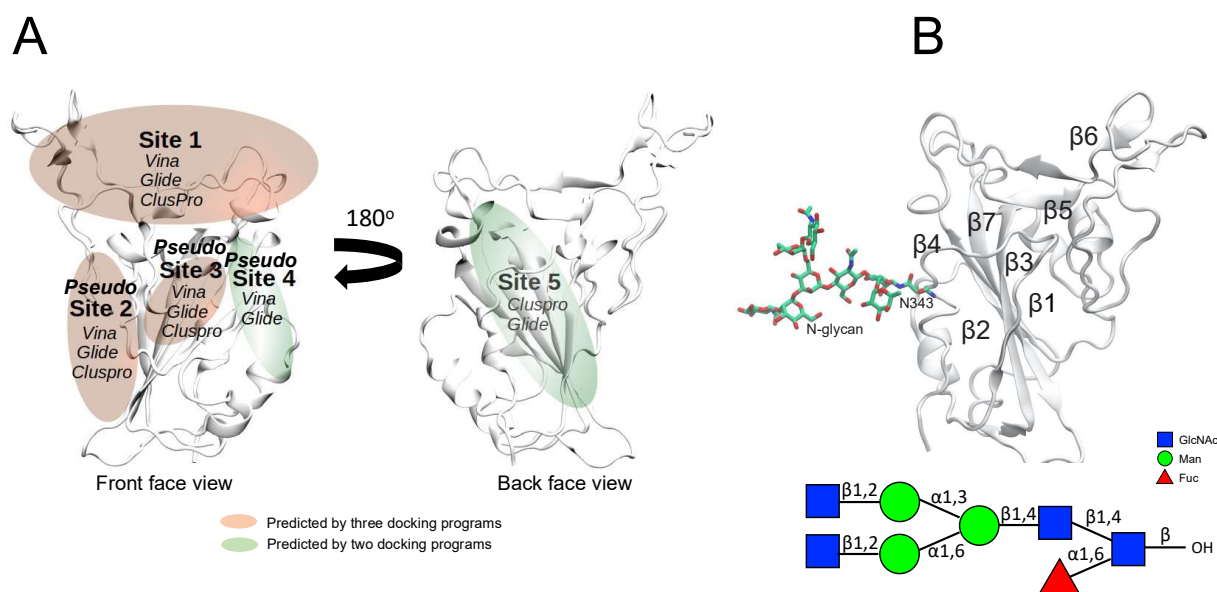 A
Site 1
Vina
Glide
ClusPro
Pseudo
Site 2
Vina
Glide
Cluspro
Pseudo
Site 3
Vina
Glide
Cluspro
Pseudo
Site 4
Vina
Glide
Front face view
180º
Site 5
Cluspro
Glide
Back face view
Predicted by three docking programs
Predicted by two docking programs
B
β6
β7
β5
β4
β3
β1
β2
N343
N-glycan
GlcNAc
Man
Fuc
β1,2
α1,3
β1,4
β1,4
β
OH
β1,2
α1,6
α1,6